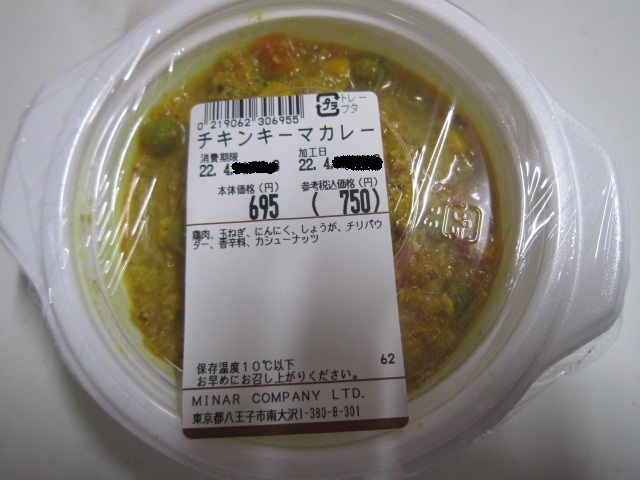 0 219062 306955
プラ
トレー
フタ
チキンキーマカレー
消費期限 加工日
22. 4. 22. 4.
本体価格(円) 参考税込価格(円)
695 ( 750)
鶏肉、玉ねぎ、にんにく、しょうが、チリパウ
ダー、香辛料、カシューナッツ
保存温度10℃以下 62
お早めにお召し上がりください。
MINAR COMPANY LTD.
東京都八王子市南大沢1-380-B-301
プラ